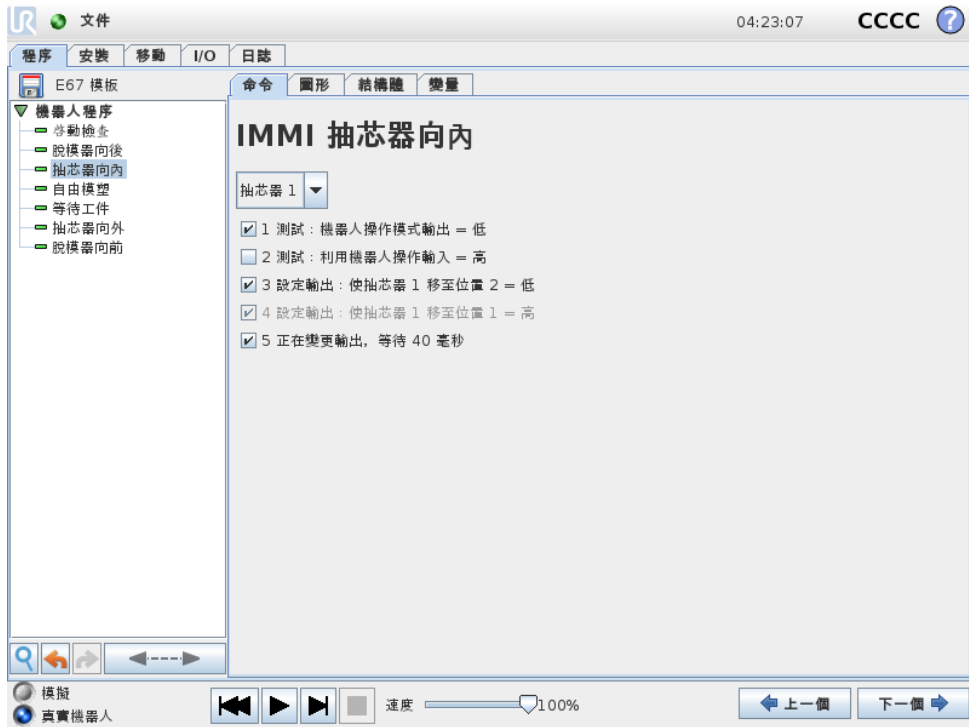 UR 文件 04:23:07 CCCC ?
程序 安裝 移動 I/O 日誌
E67 模板
命令 圖形 結構體 變量
機器人程序
啓動檢查
脫模器向後
抽芯器向內
自由模塑
等待工件
抽芯器向外
脫模器向前
IMMI 抽芯器向內
抽芯器 1
1 測試：機器人操作模式輸出 = 低
2 測試：利用機器人操作輸入 = 高
3 設定輸出：使抽芯器 1 移至位置 2 = 低
4 設定輸出：使抽芯器 1 移至位置 1 = 高
5 正在變更輸出，等待 40 毫秒
模擬
真實機器人
速度 100%
上一個 下一個